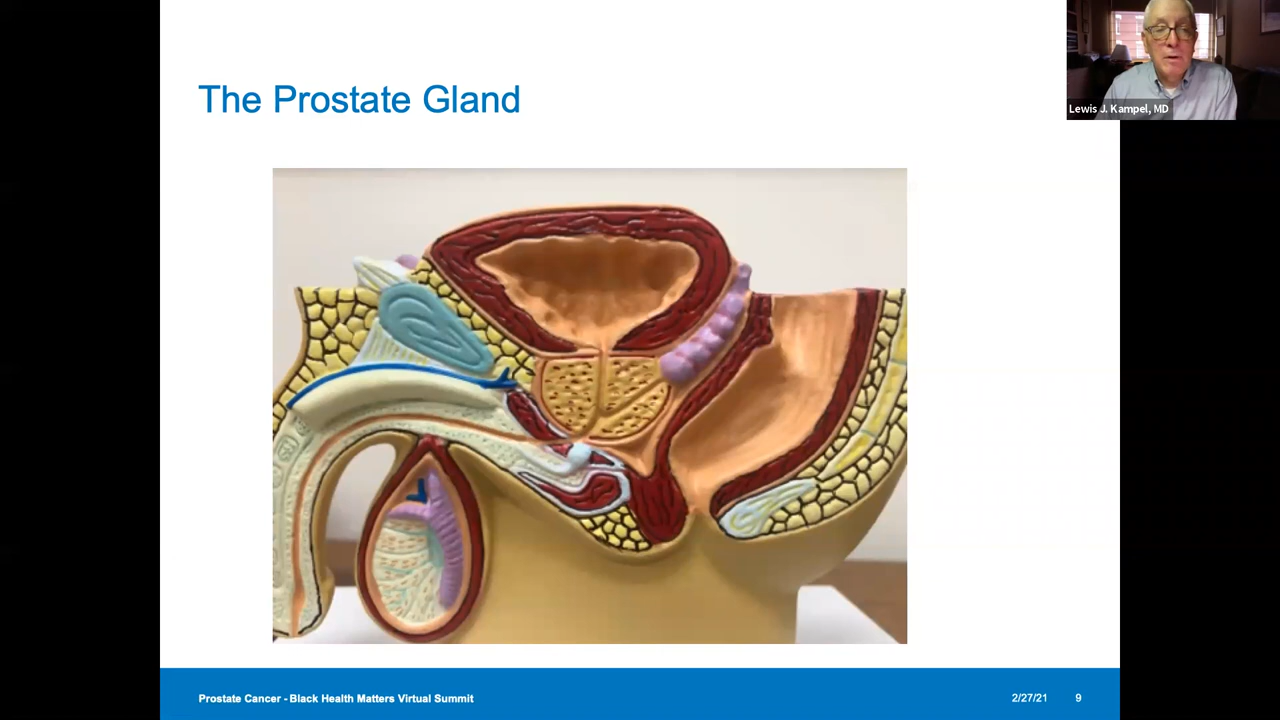 The Prostate Gland
Lewis J. Kampel, MD
Prostate Cancer - Black Health Matters Virtual Summit
2/27/21
9